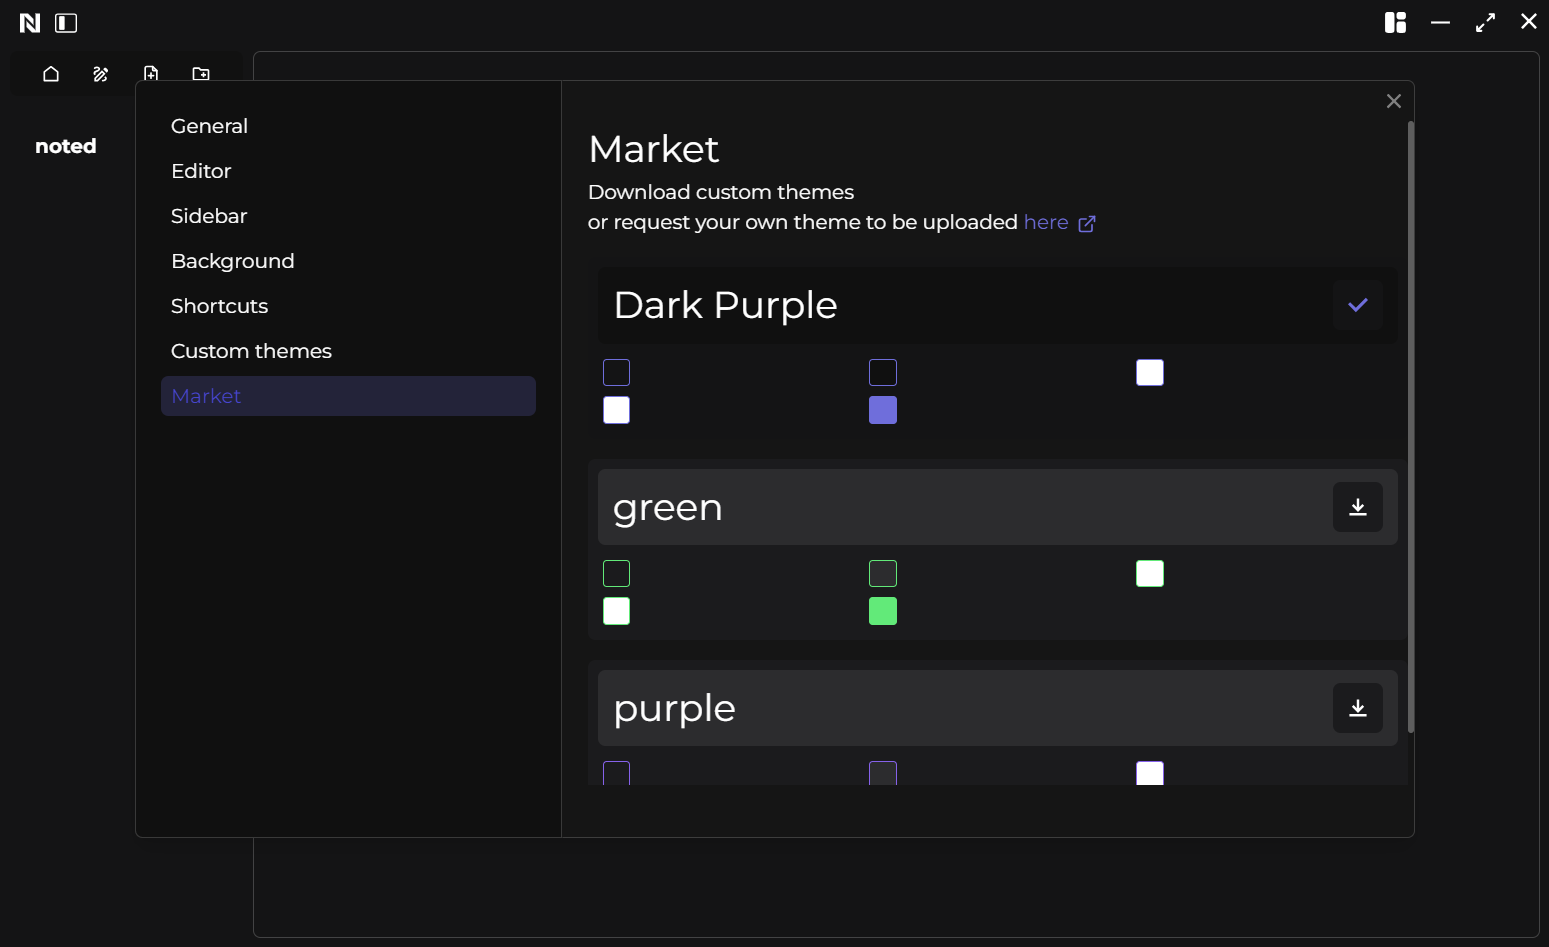 noted
General
Editor
Sidebar
Background
Shortcuts
Custom themes
Market
Market
Download custom themes
or request your own theme to be uploaded here
Dark Purple
green
purple